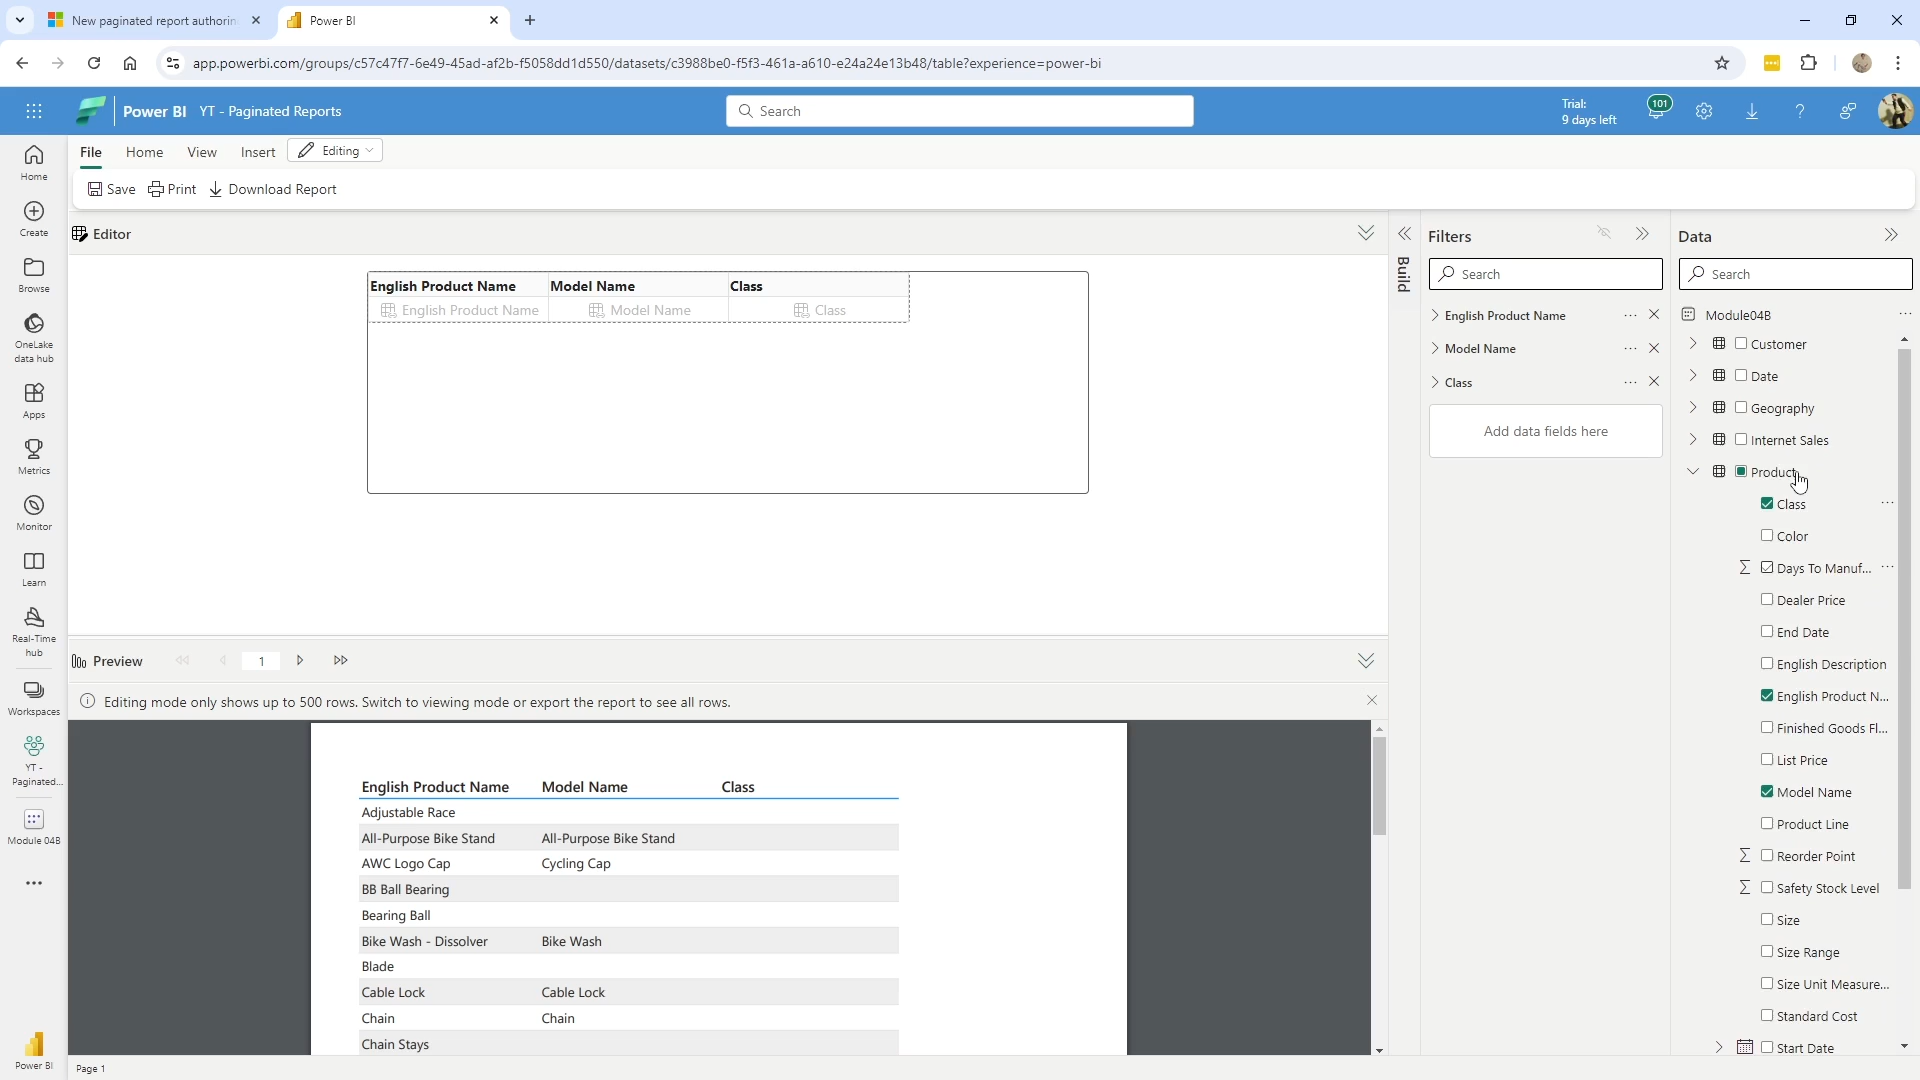 New paginated report authorin
Power BI
app.powerbi.com/groups/c57c47f7-6e49-45ad-af2b-f5058dd1d550/datasets/c3988be0-f5f3-461a-a610-e24a24e13b48/table?experience=power-bi
Power BI YT - Paginated Reports
Search
Trial:
9 days left
101
File Home View Insert Editing
Save Print Download Report
Home
Create
Browse
OneLake
data hub
Apps
Metrics
Monitor
Learn
Real-Time
hub
Workspaces
YT -
Paginated...
Module 04B
Power BI
Editor
English Product Name Model Name Class
English Product Name Model Name Class
Preview 1
Editing mode only shows up to 500 rows. Switch to viewing mode or export the report to see all rows.
English Product Name Model Name Class
Adjustable Race
All-Purpose Bike Stand All-Purpose Bike Stand
AWC Logo Cap Cycling Cap
BB Ball Bearing
Bearing Ball
Bike Wash - Dissolver Bike Wash
Blade
Cable Lock Cable Lock
Chain Chain
Chain Stays
Page 1
Build
Filters
Search
English Product Name
Model Name
Class
Add data fields here
Data
Search
Module04B
Customer
Date
Geography
Internet Sales
Product
Class
Color
Days To Manuf...
Dealer Price
End Date
English Description
English Product N...
Finished Goods Fl...
List Price
Model Name
Product Line
Reorder Point
Safety Stock Level
Size
Size Range
Size Unit Measure...
Standard Cost
Start Date